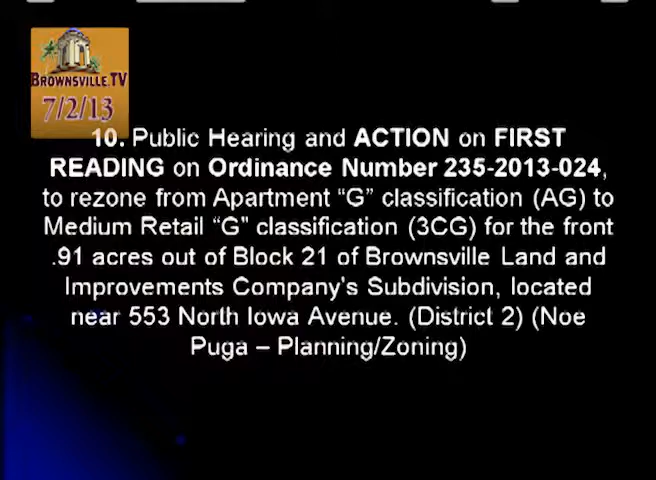 BROWNSVILLE.TV
7/2/13
10. Public Hearing and ACTION on FIRST
READING on Ordinance Number 235-2013-024,
to rezone from Apartment “G” classification (AG) to
Medium Retail “G” classification (3CG) for the front
.91 acres out of Block 21 of Brownsville Land and
Improvements Company's Subdivision, located
near 553 North Iowa Avenue. (District 2) (Noe
Puga – Planning/Zoning)